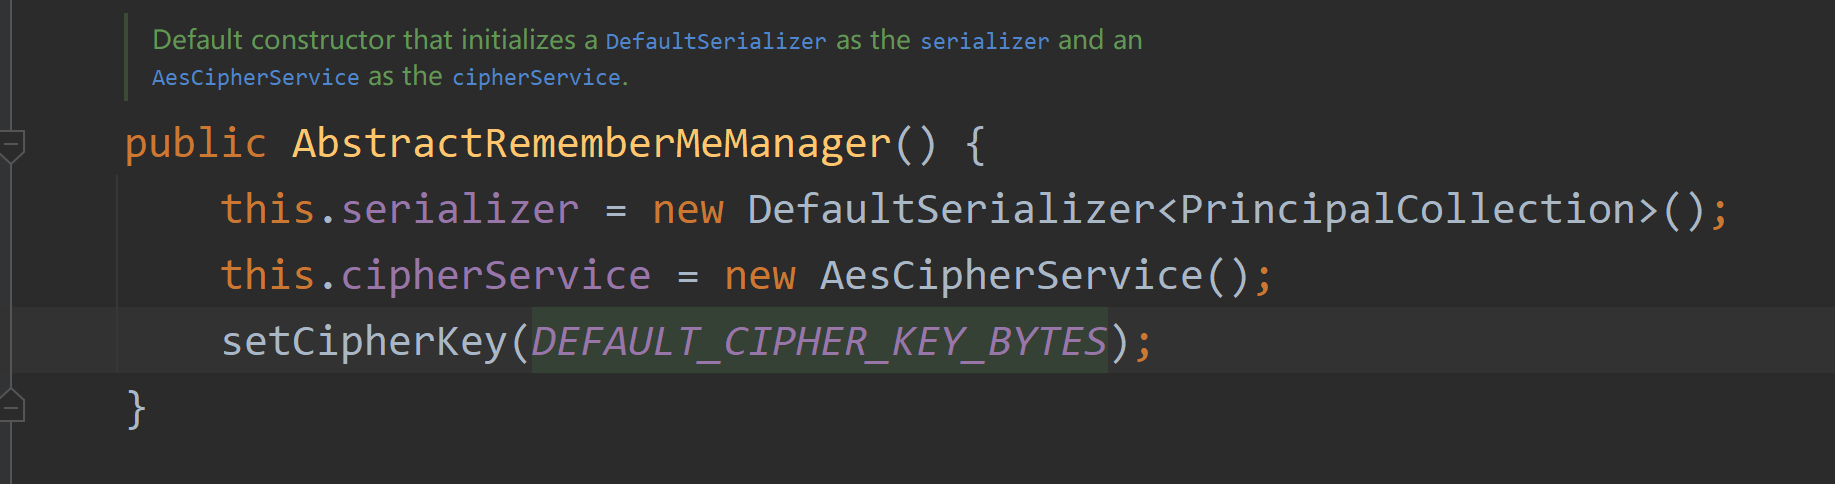 Default constructor that initializes a DefaultSerializer as the serializer and an
AesCipherService as the cipherService.
public AbstractRememberMeManager() {
    this.serializer = new DefaultSerializer<PrincipalCollection>();
    this.cipherService = new AesCipherService();
    setCipherKey(DEFAULT_CIPHER_KEY_BYTES);
}